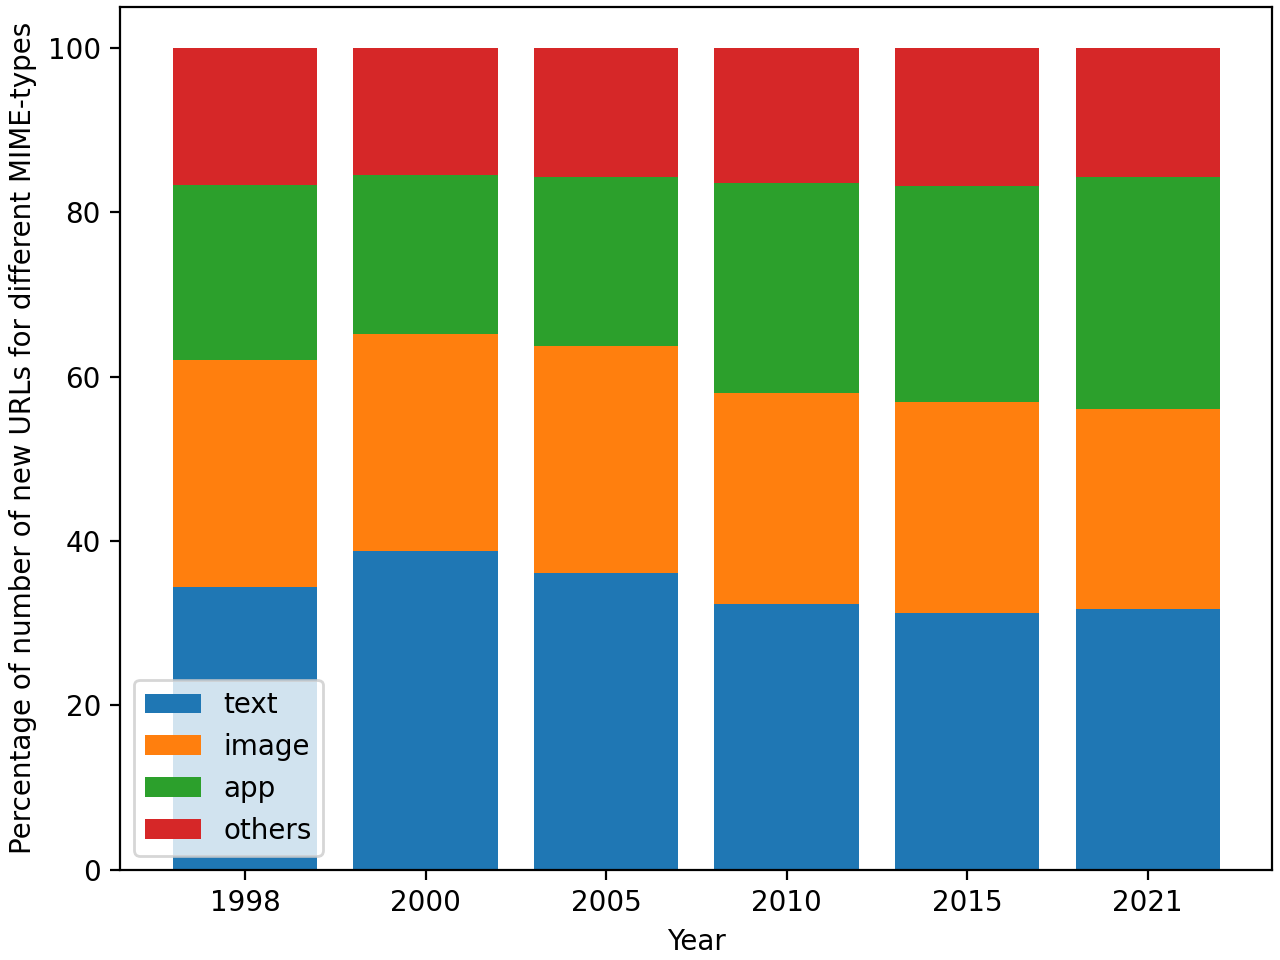 Percentage of number of new URLs for different MIME-types
100
80
60
40
20
0
text
image
app
others
1998 2000 2005 2010 2015 2021
Year